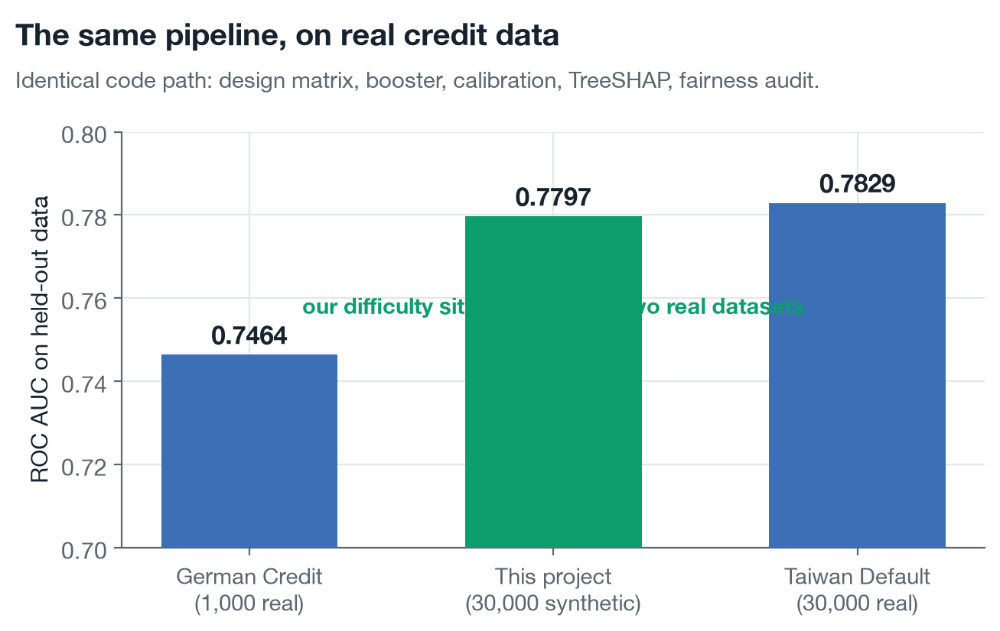 The same pipeline, on real credit data
Identical code path: design matrix, booster, calibration, TreeSHAP, fairness audit.
ROC AUC on held-out data
0.80
0.78
0.76
0.74
0.72
0.70
0.7464
0.7797
0.7829
our difficulty sit
real datasets
German Credit
(1,000 real)
This project
(30,000 synthetic)
Taiwan Default
(30,000 real)